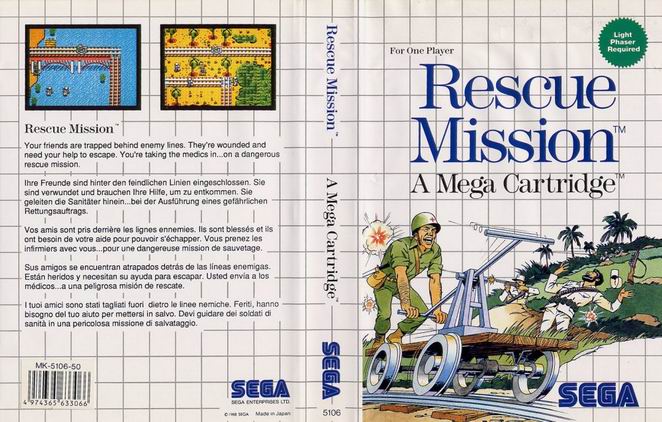 Rescue Mission™
Your friends are trapped behind enemy lines. They're wounded and
need your help to escape. You're taking the medics in...on a dangerous
rescue mission.
Ihre Freunde sind hinter den feindlichen Linien eingeschlossen. Sie
sind verwundet und brauchen Ihre Hilfe, um zu entkommen. Sie
geleiten die Sanitäter hinein...bei der Ausführung eines gefährlichen
Rettungsauftrags.
Vos amis sont pris derrière les lignes ennemies. Ils sont blessés et ils
ont besoin de votre aide pour pouvoir s'échapper. Vous prenez les
infirmiers avec vous...pour une dangereuse mission de sauvetage.
Sus amigos se encuentran atrapados detrás de las líneas enemigas.
Están heridos y necesitan su ayuda para escapar. Usted envía a los
médicos...a una peligrosa misión de rescate.
I tuoi amici sono stati tagliati fuori dietro le linee nemiche. Feriti, hanno
bisogno del tuo aiuto per mettersi in salvo. Devi guidare dei soldati di
sanità in una pericolosa missione di salvataggio.
MK-5106-50
4 974365 633066
SEGA
SEGA ENTERPRISES LTD.
© 1988 SEGA Made in Japan
Rescue Mission™
A Mega Cartridge™
SEGA
5106
For One Player
Light
Phaser
Required
Rescue
Mission™
A Mega Cartridge™
SEGA